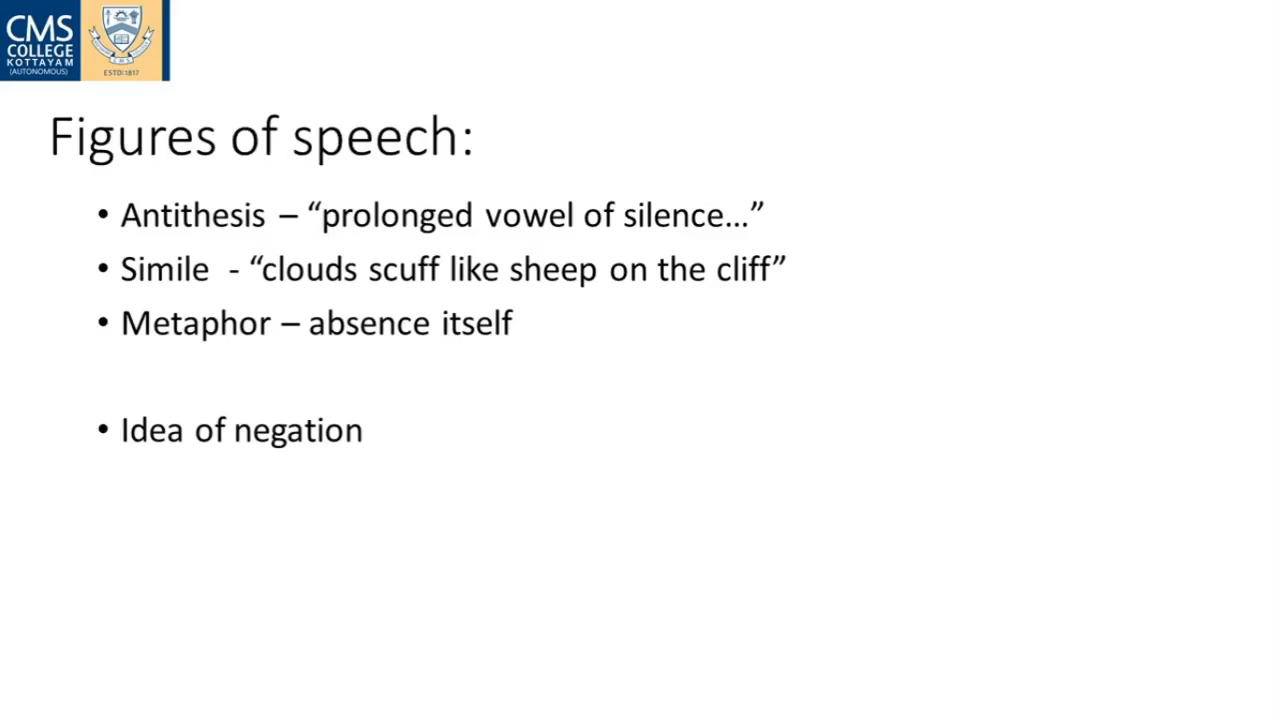 CMS
COLLEGE
KOTTAYAM
(AUTONOMOUS)
CMS
ESTD:1817
Figures of speech:
• Antithesis – “prolonged vowel of silence…”
• Simile - “clouds scuff like sheep on the cliff”
• Metaphor – absence itself
• Idea of negation